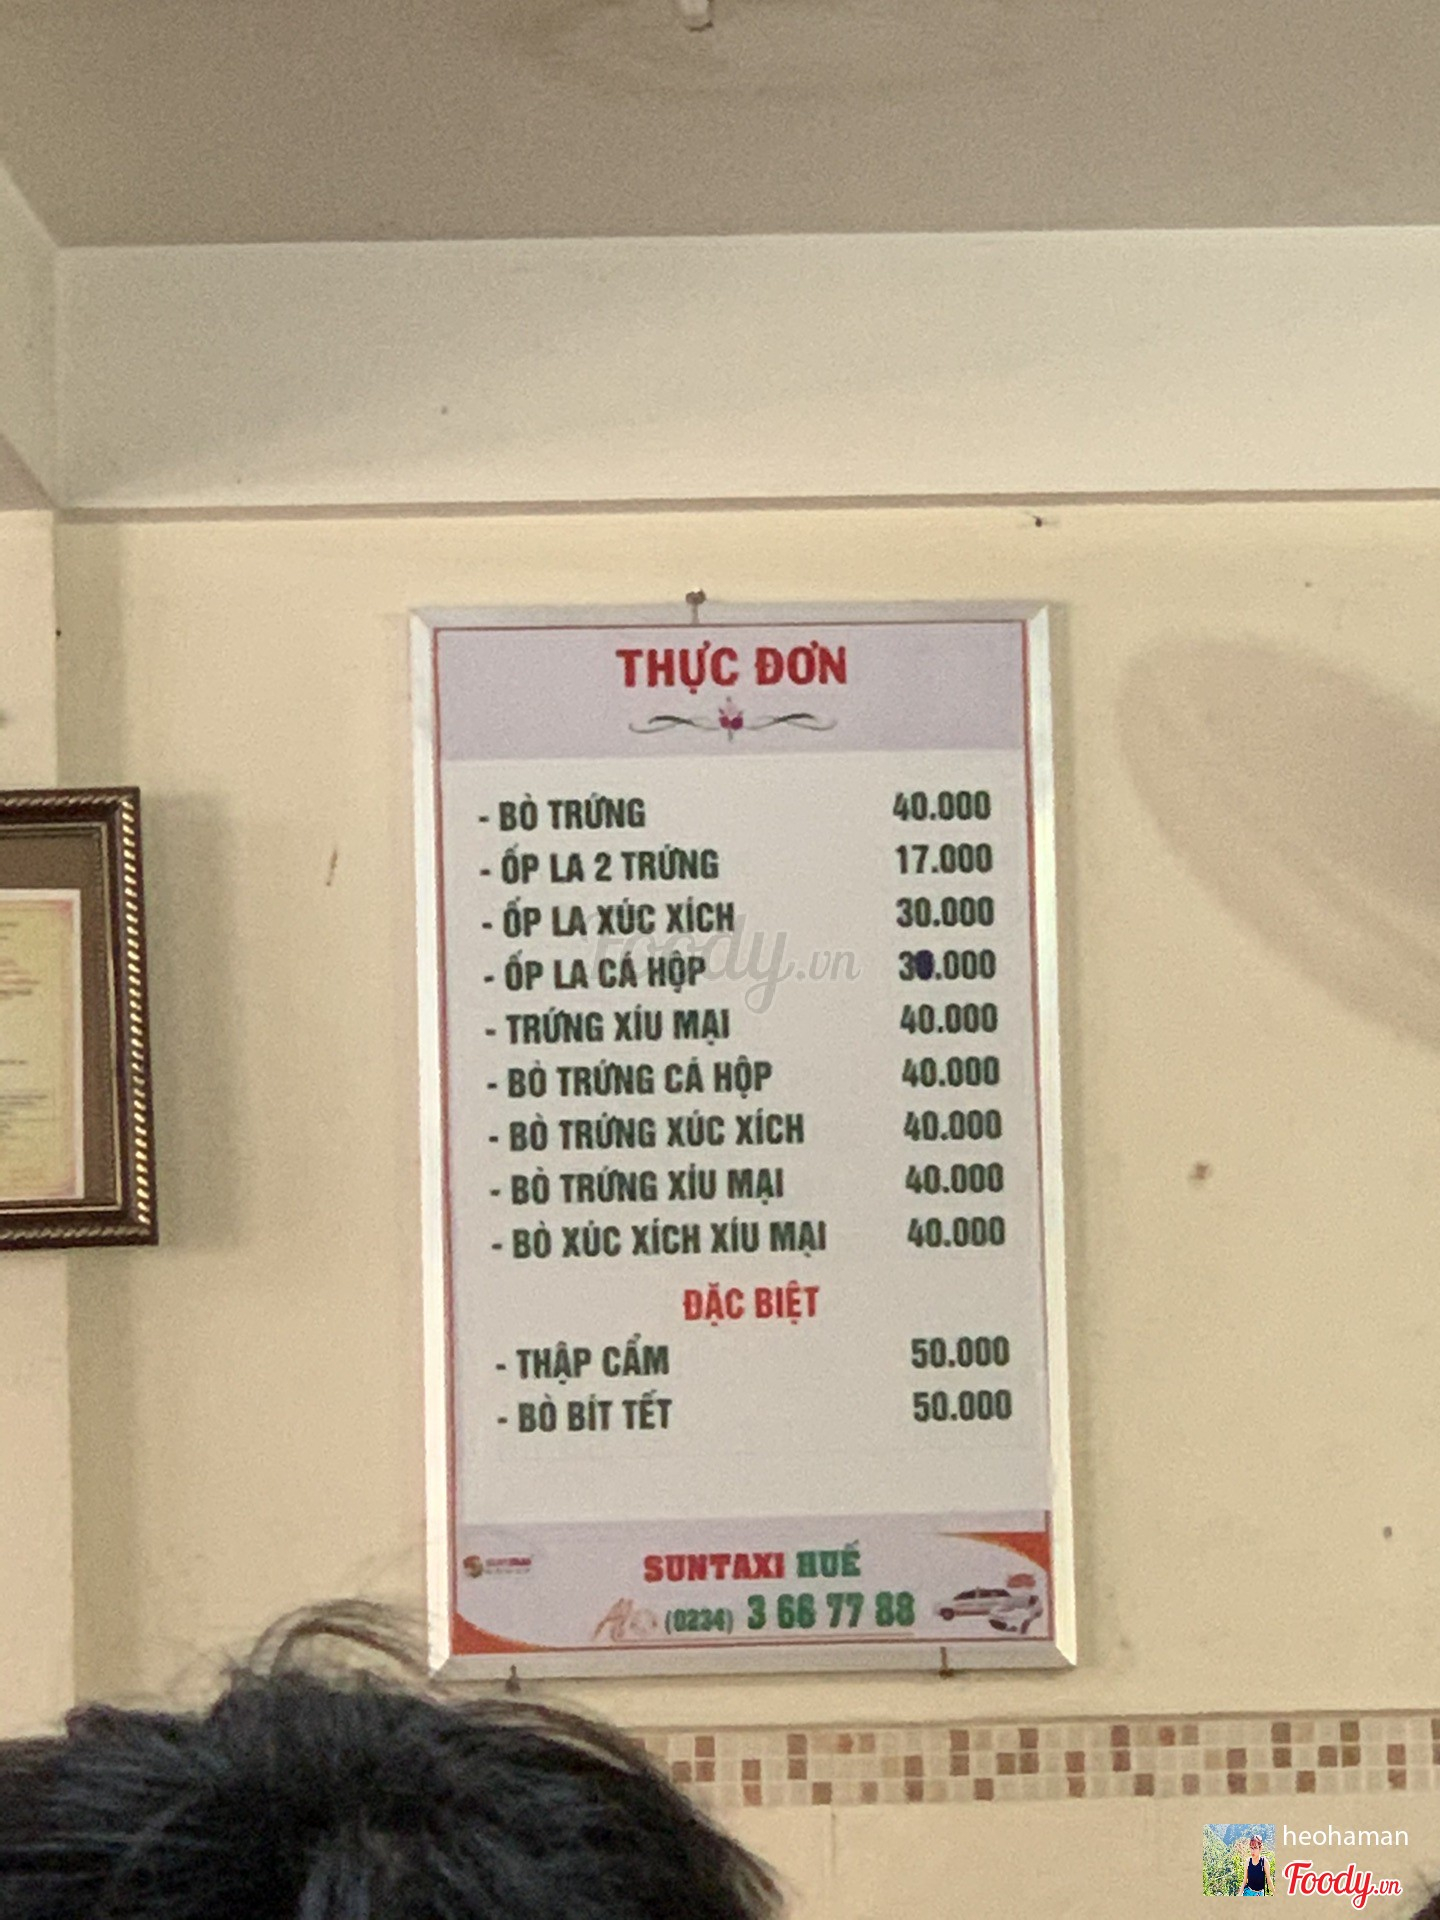 THỰC ĐƠN
- BÒ TRỨNG 40.000
- ỐP LA 2 TRỨNG 17.000
- ỐP LA XÚC XÍCH 30.000
- ỐP LA CÁ HỘP 30.000
- TRỨNG XÍU MẠI 40.000
- BÒ TRỨNG CÁ HỘP 40.000
- BÒ TRỨNG XÚC XÍCH 40.000
- BÒ TRỨNG XÍU MẠI 40.000
- BÒ XÚC XÍCH XÍU MẠI 40.000
ĐẶC BIỆT
- THẬP CẨM 50.000
- BÒ BÍT TẾT 50.000
SUNTAXI HUẾ
Alo (0234) 3 66 77 88
Foody.vn
heohaman
Foody.vn